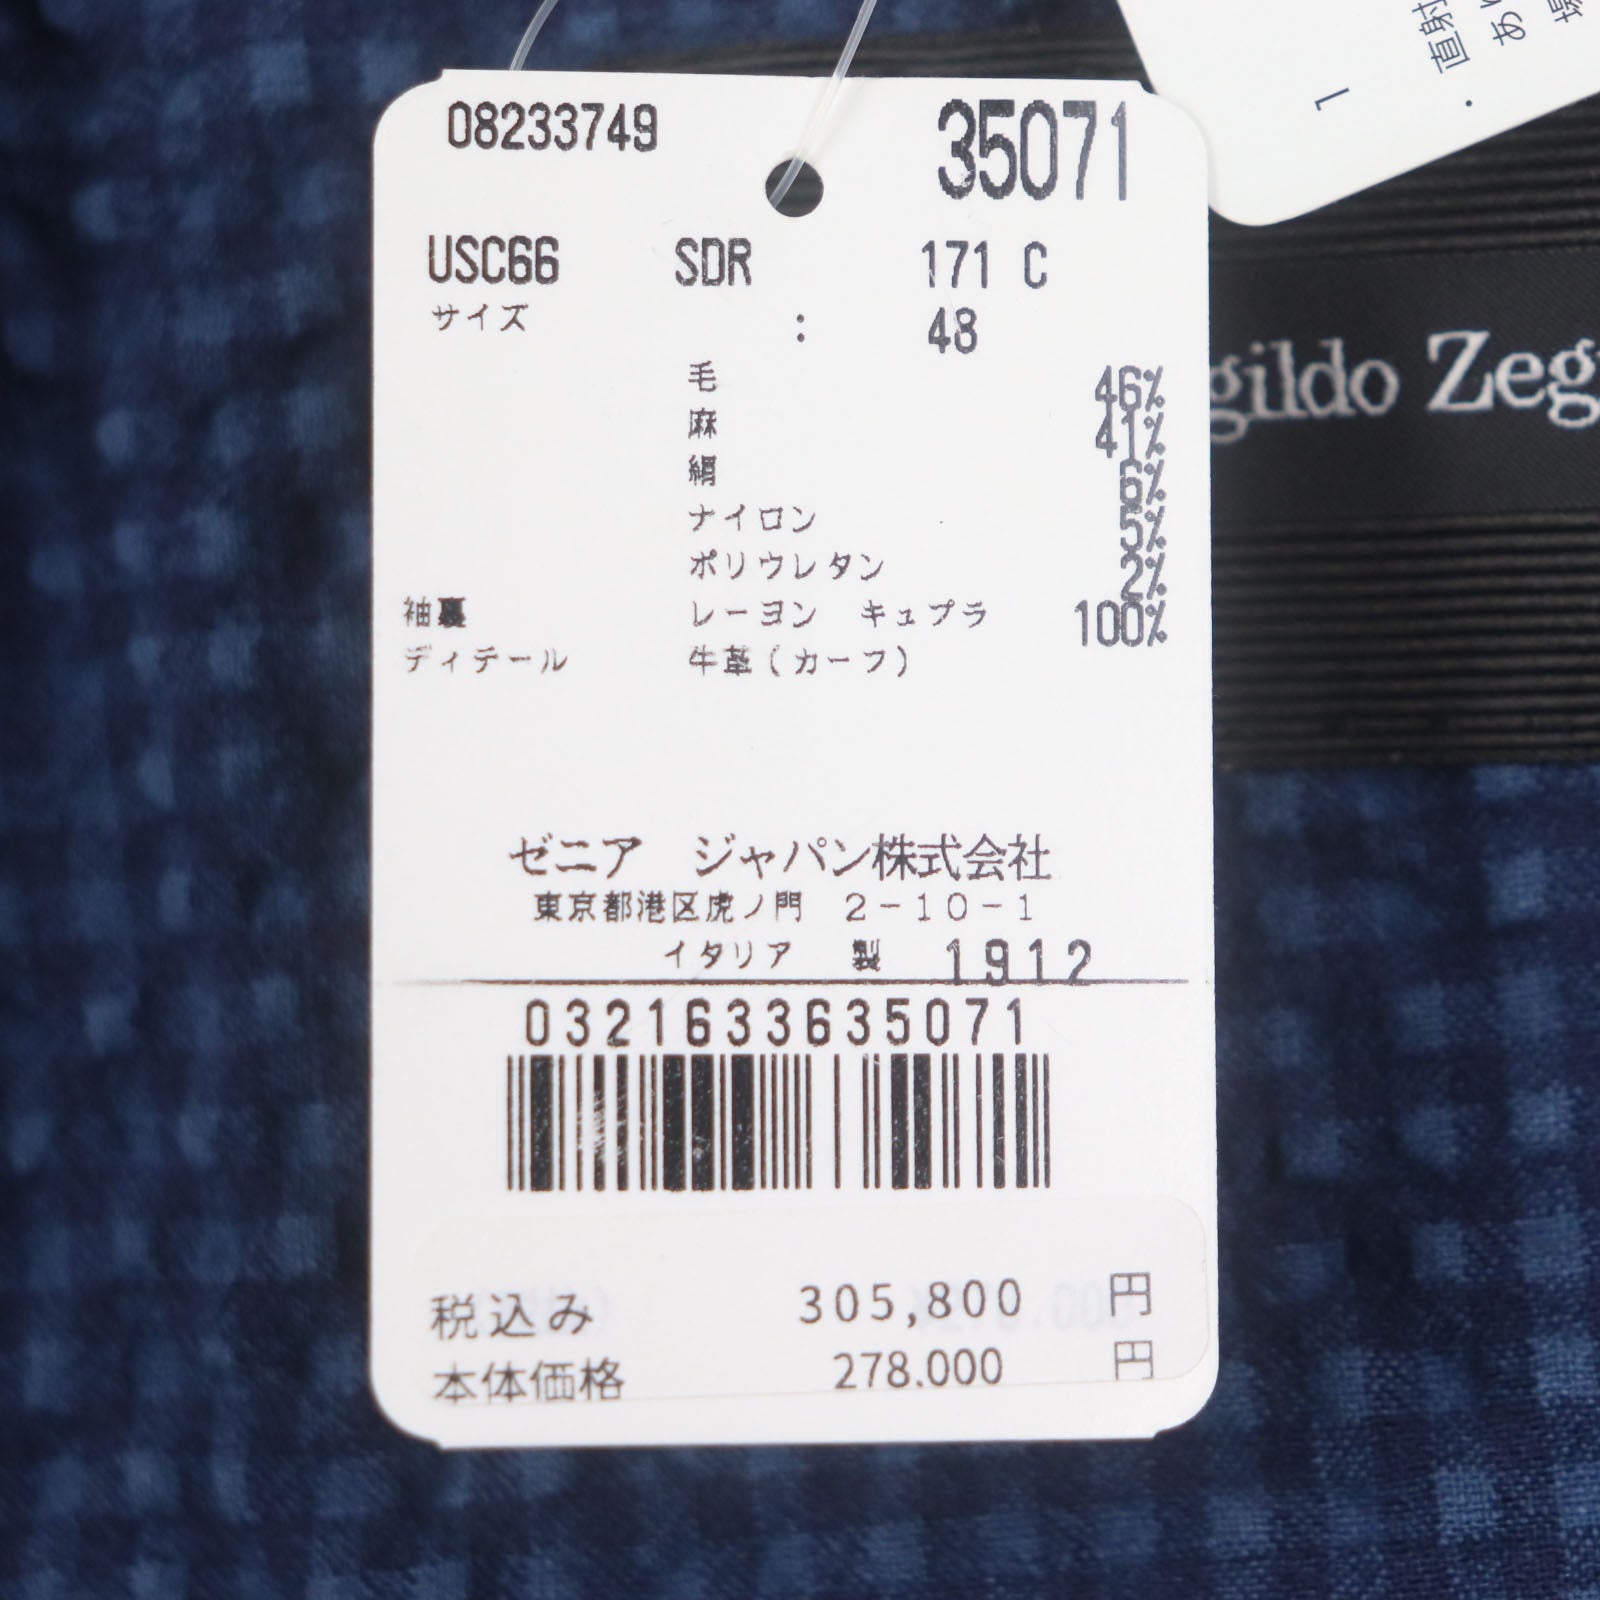 08233749 35071
USC66 SDR 171 C
サイズ : 48
毛 46%
麻 41%
絹 6%
ナイロン 5%
ポリウレタン 2%
袖裏 レーヨン キュプラ 100%
ディテール 牛革(カーフ)
ゼニア ジャパン株式会社
東京都港区虎ノ門 2-10-1
イタリア 製 1912
0321633635071
税込み 305,800 円
本体価格 278.000 円
gildo Zeg
・直射
あ